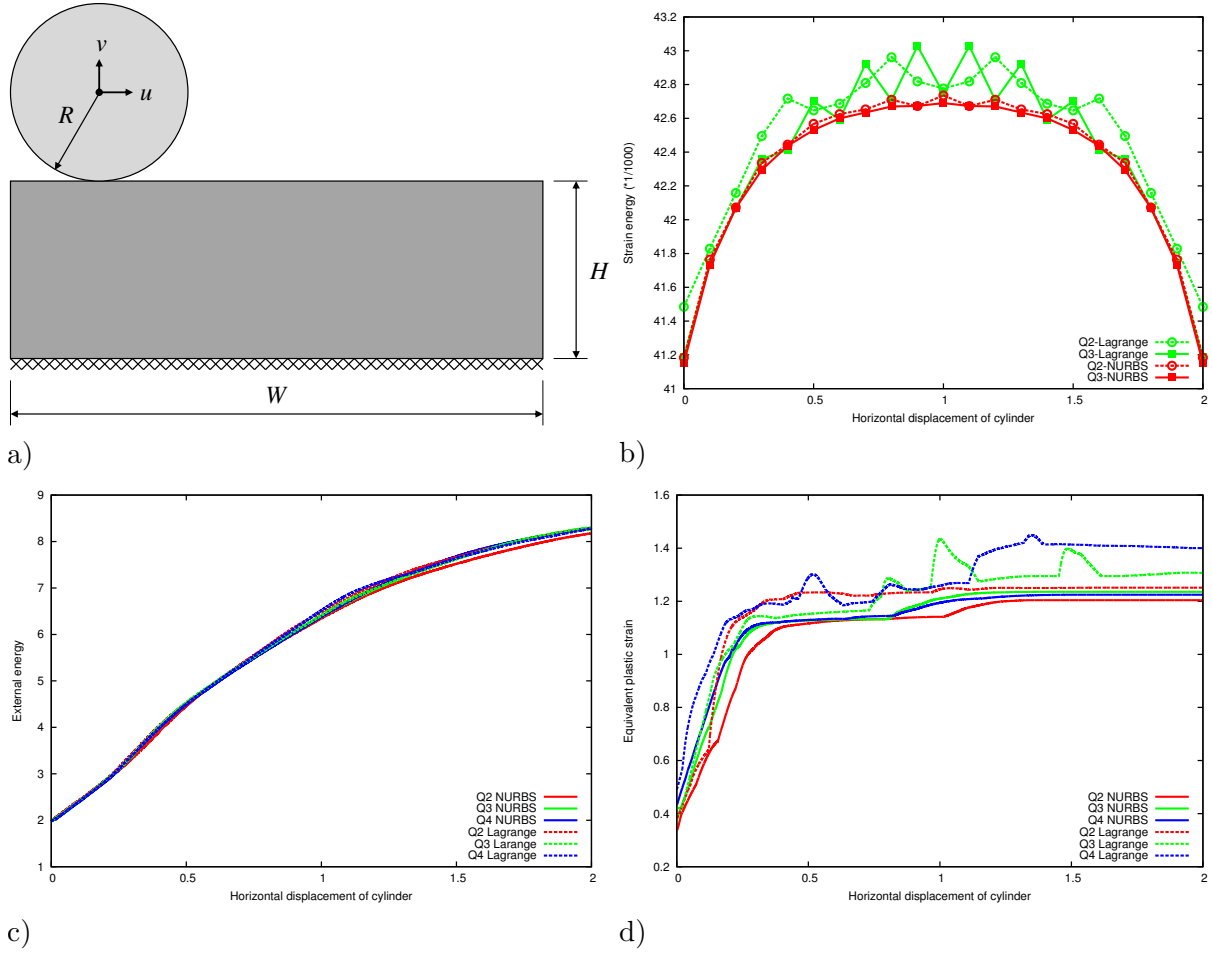 v
u
R
H
W
a)
43.2
43
42.8
42.6
42.4
42.2
42
41.8
41.6
41.4
41.2
41
Strain energy (*1/1000)
0
0.5
1
1.5
2
Horizontal displacement of cylinder
Q2-Lagrange
Q3-Lagrange
Q2-NURBS
Q3-NURBS
b)
9
8
7
6
5
4
3
2
1
External energy
0
0.5
1
1.5
2
Horizontal displacement of cylinder
Q2 NURBS
Q3 NURBS
Q4 NURBS
Q2 Lagrange
Q3 Larange
Q4 Lagrange
c)
1.6
1.4
1.2
1
0.8
0.6
0.4
0.2
Equivalent plastic strain
0
0.5
1
1.5
2
Horizontal displacement of cylinder
Q2 NURBS
Q3 NURBS
Q4 NURBS
Q2 Lagrange
Q3 Lagrange
Q4 Lagrange
d)